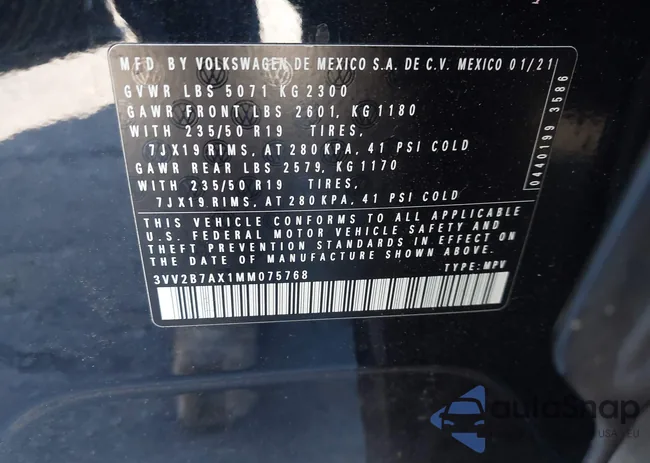 MFD BY VOLKSWAGEN DE MEXICO S.A. DE C.V. MEXICO 01/21
GVWR LBS 5071 KG 2300
GAWR FRONT LBS 2601, KG 1180
WITH 235/50 R19 TIRES,
7JX19 RIMS, AT 280 KPA, 41 PSI COLD
GAWR REAR LBS 2579, KG 1170
WITH 235/50 R19 TIRES,
7JX19 RIMS, AT 280 KPA, 41 PSI COLD
THIS VEHICLE CONFORMS TO ALL APPLICABLE
U.S. FEDERAL MOTOR VEHICLE SAFETY AND
THEFT PREVENTION STANDARDS IN EFFECT ON
THE DATE OF MANUFACTURE SHOWN ABOVE.
3VV2B7AX1MM075768 TYPE: MPV
0440199 3586
autoSnap